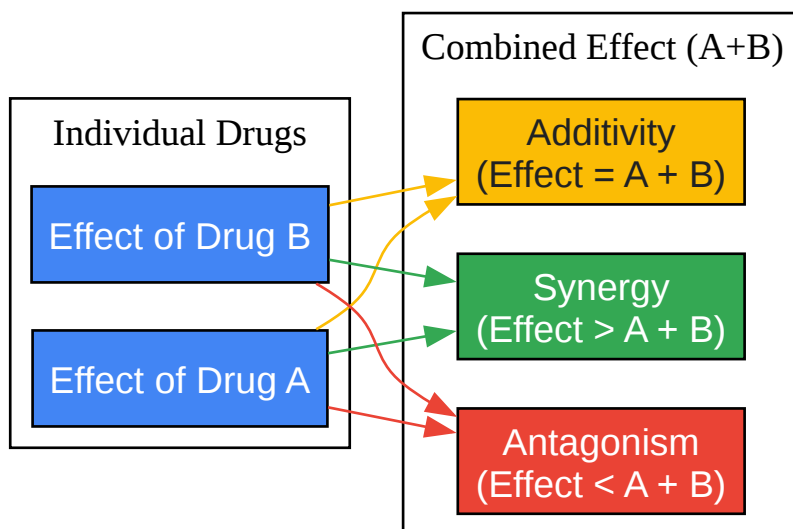 Individual Drugs
Effect of Drug B
Effect of Drug A
Combined Effect (A+B)
Additivity
(Effect = A + B)
Synergy
(Effect > A + B)
Antagonism
(Effect < A + B)